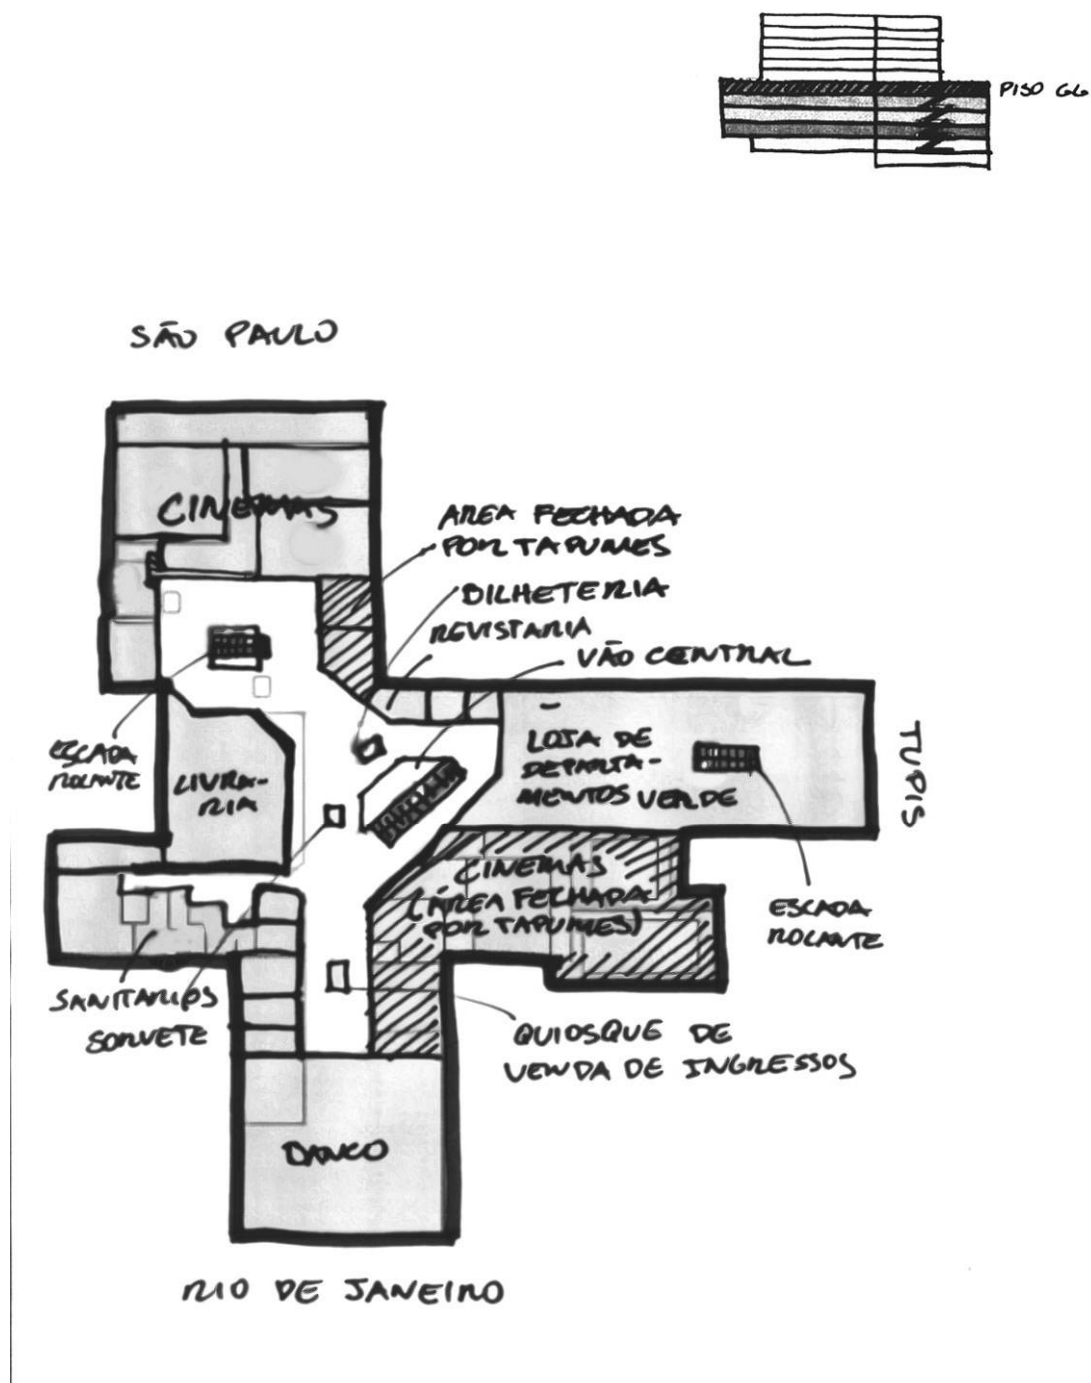 PISO GG
SÃO PAULO
CINEMAS
AREA FECHADA
POR TAPUMES
BILHETERIA
REVISTARIA
VÃO CENTRAL
ESCADA
ROLANTE
LIVRA-
RIA
LOJA DE
DEPARTA-
MENTOS VERDE
TUPIS
CINEMAS
(ÁREA FECHADA
POR TAPUMES)
ESCADA
ROLANTE
SANITARIOS
SORVETE
QUIOSQUE DE
VENDA DE INGRESSOS
BANCO
RIO DE JANEIRO